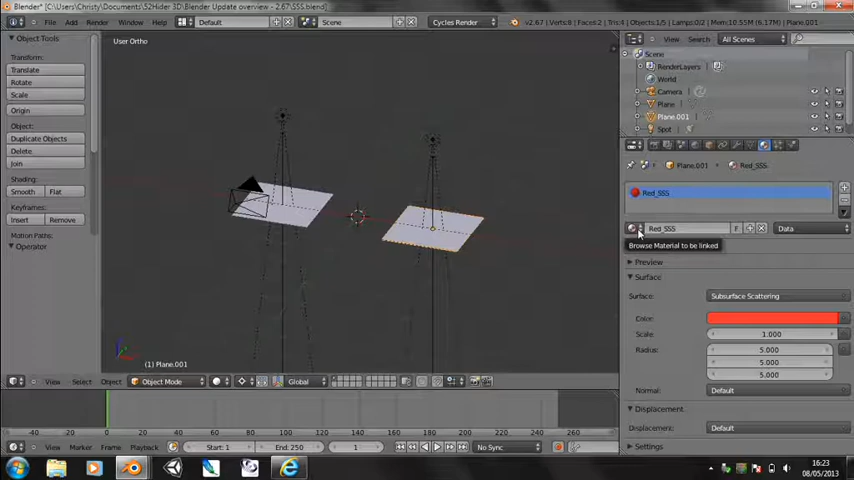 Blender* [C:\Users\Christy\Documents\52Hider 3D\Blender Update overview - 2.67\SSS.blend]
File Add Render Window Help Default Scene Cycles Render v2.67 | Verts:8 | Faces:2 | Tris:4 | Objects:1/5 | Lamps:0/2 | Mem:10.55M (6.17M) | Plane.001
Object Tools
Transform:
Translate
Rotate
Scale
Origin
Object:
Duplicate Objects
Delete
Join
Shading:
Smooth Flat
Keyframes:
Insert Remove
Motion Paths:
Operator
User Ortho
(1) Plane.001
View Select Object Object Mode Global
View Search All Scenes
Scene
RenderLayers
World
Camera
Plane
Plane.001
Spot
Plane.001 Red_SSS
Red_SSS
Red_SSS F Data
Browse Material to be linked
Preview
Surface
Surface: Subsurface Scattering
Color:
Scale: 1.000
Radius: 5.000
5.000
5.000
Normal: Default
Displacement
Displacement: Default
Settings
-40 -20 0 20 40 60 80 100 120 140 160 180 200 220 240 260
View Marker Frame Playback Start: 1 End: 250 1 No Sync
16:23
08/05/2013